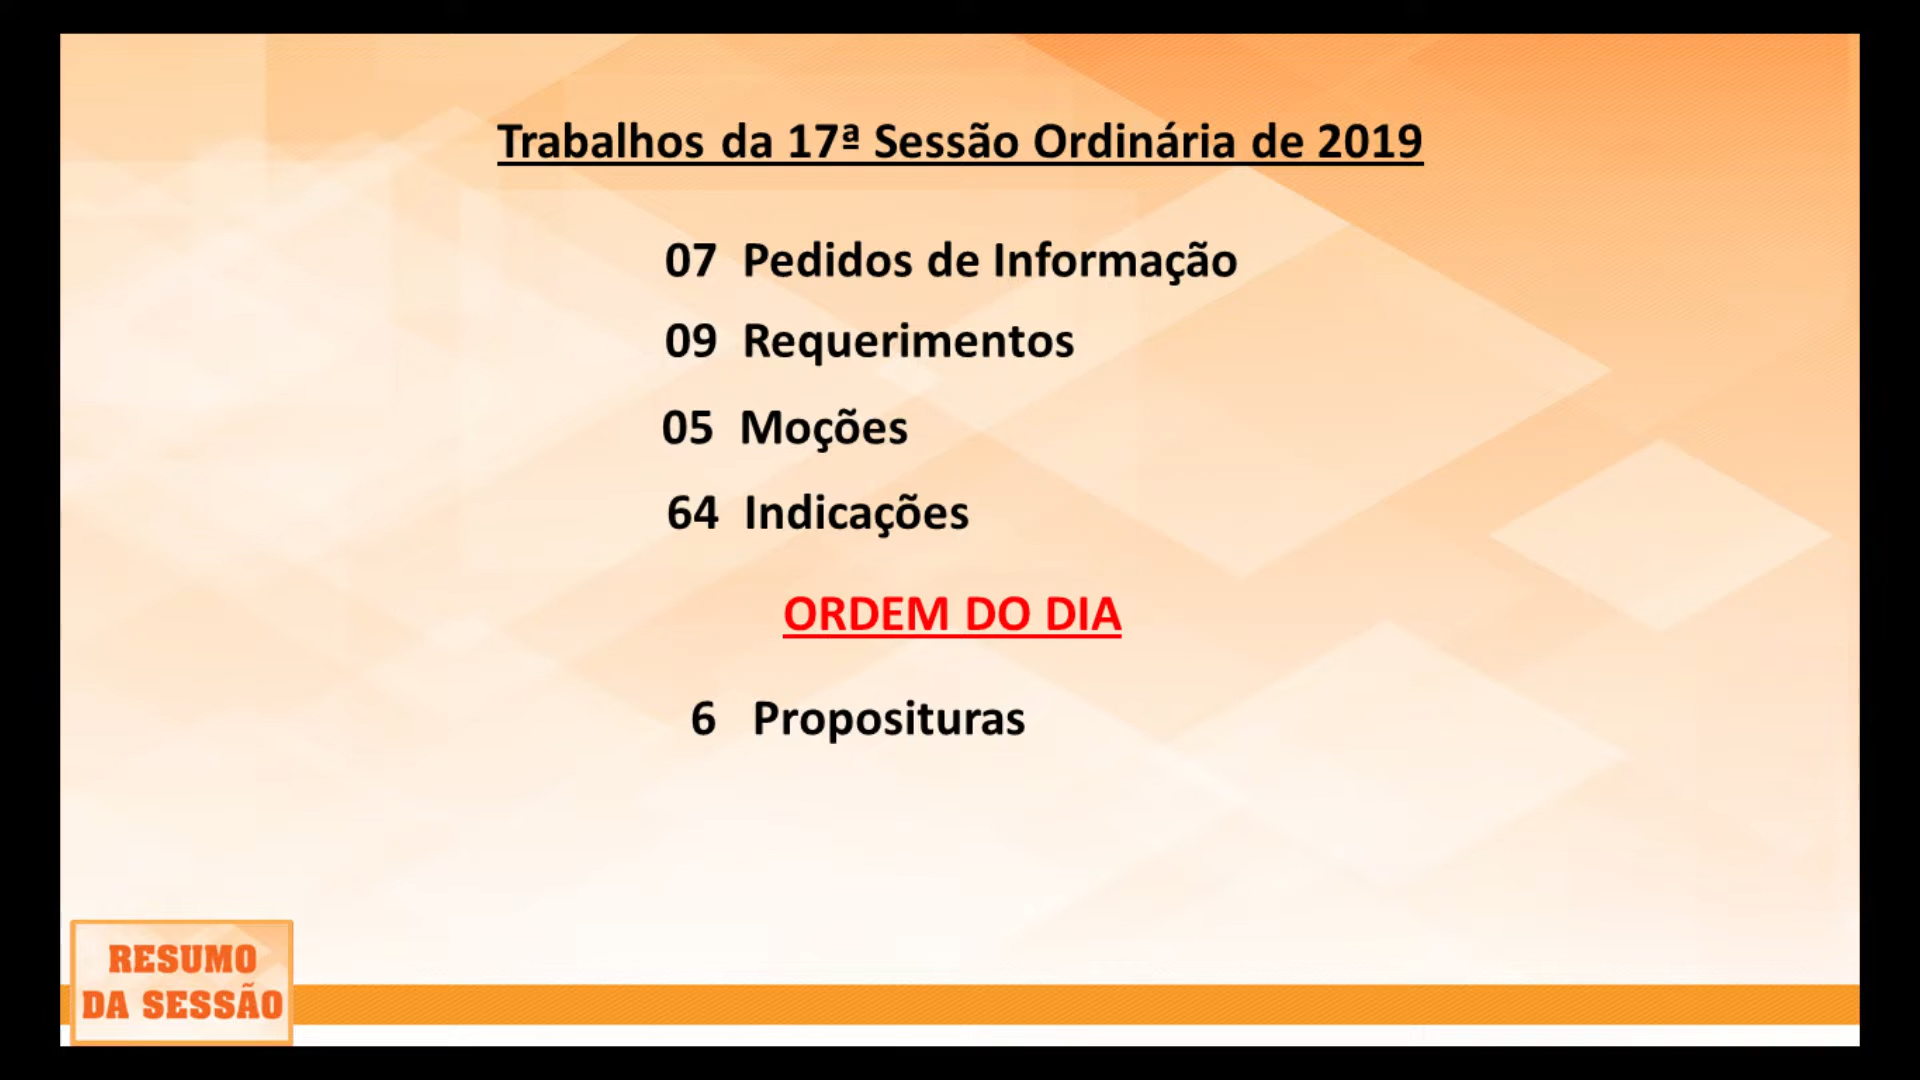 Trabalhos da 17ª Sessão Ordinária de 2019
07 Pedidos de Informação
09 Requerimentos
05 Moções
64 Indicações
ORDEM DO DIA
6 Proposituras
RESUMO
DA SESSÃO